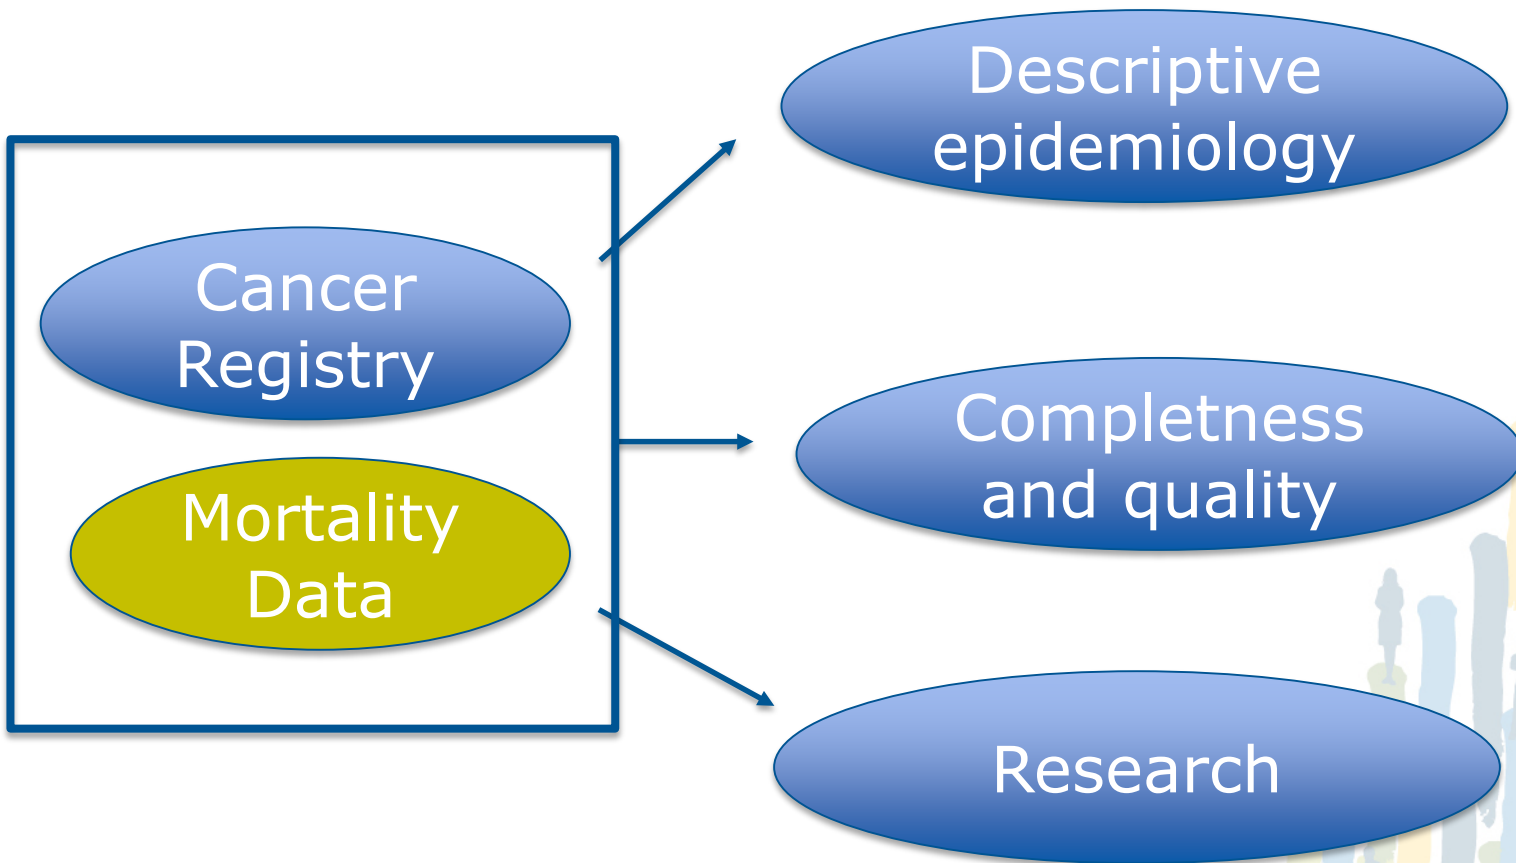 Descriptive
epidemiology
Cancer
Registry
Completness
and quality
Mortality
Data
Research